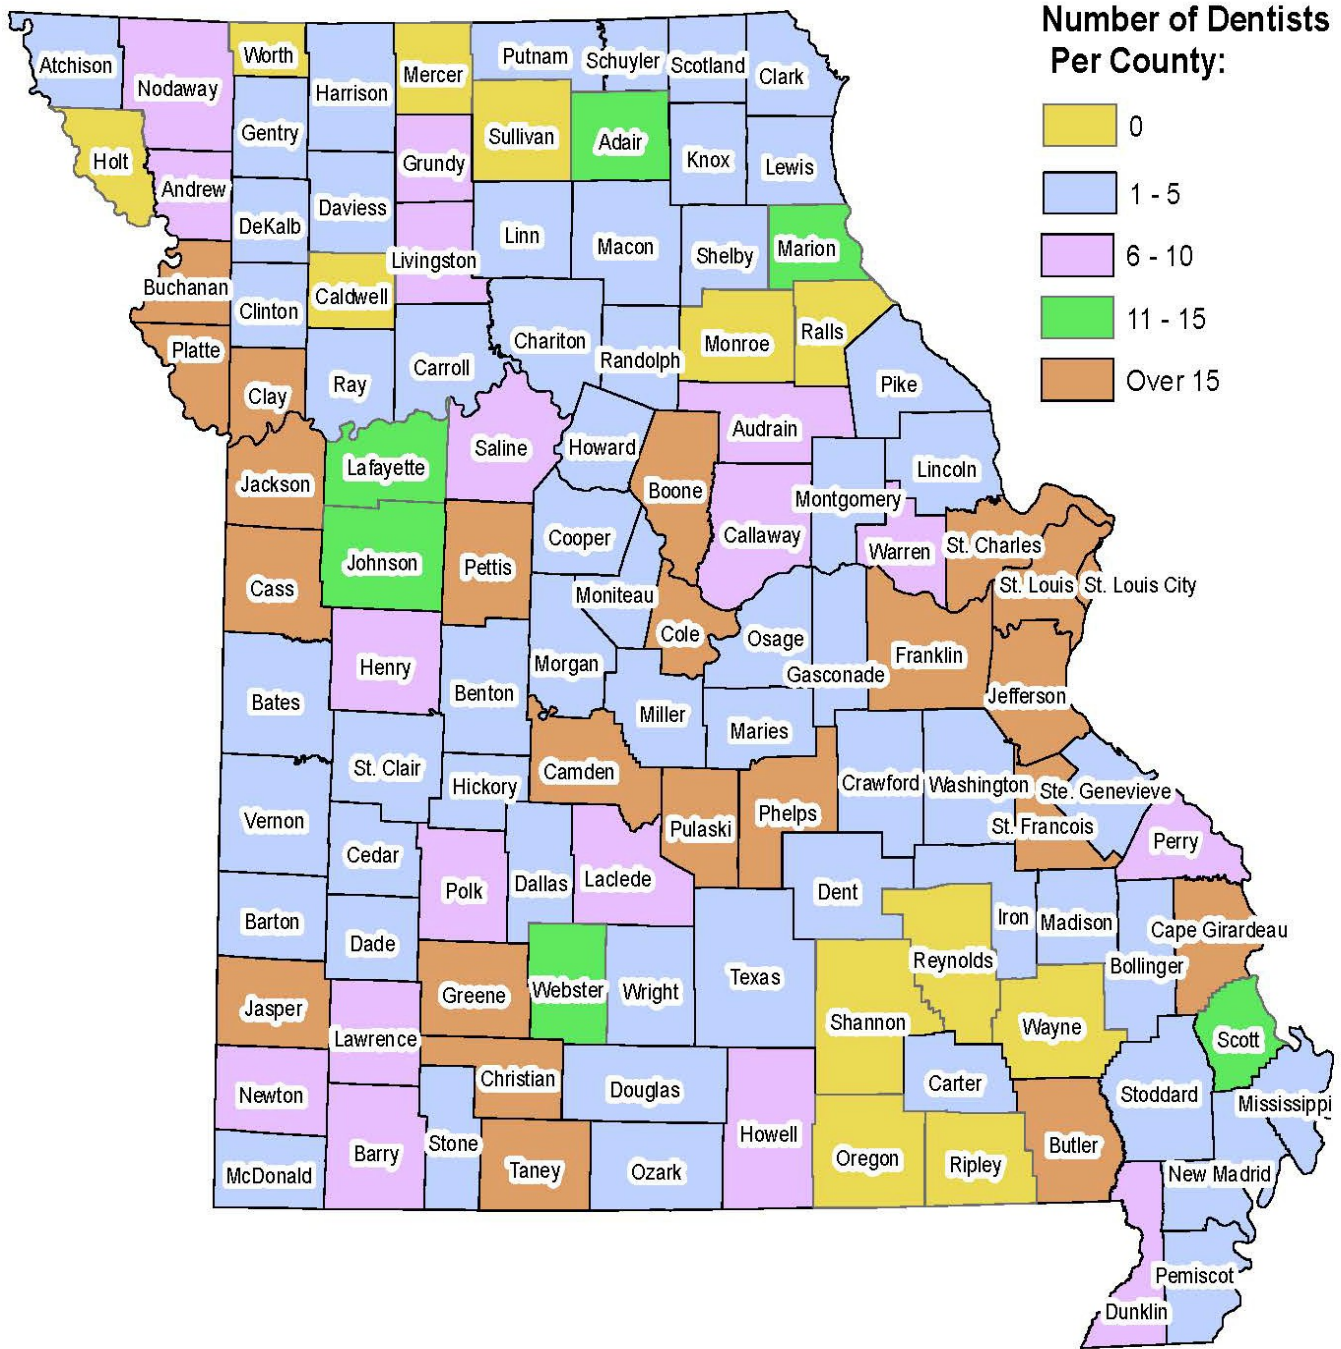 Number of Dentists
Per County:
0
1 - 5
6 - 10
11 - 15
Over 15
Atchison
Nodaway
Worth
Harrison
Mercer
Putnam
Schuyler
Scotland
Clark
Holt
Andrew
Gentry
Grundy
Sullivan
Adair
Knox
Lewis
DeKalb
Daviess
Livingston
Linn
Macon
Shelby
Marion
Buchanan
Clinton
Caldwell
Chariton
Randolph
Monroe
Ralls
Platte
Clay
Ray
Carroll
Pike
Jackson
Lafayette
Saline
Howard
Boone
Audrain
Lincoln
Callaway
Montgomery
Warren
St. Charles
St. Louis
St. Louis City
Cass
Johnson
Pettis
Cooper
Moniteau
Cole
Osage
Gasconade
Franklin
Jefferson
Bates
Henry
Benton
Morgan
Miller
Maries
Vernon
St. Clair
Hickory
Camden
Pulaski
Phelps
Crawford
Washington
Ste. Genevieve
St. Francois
Perry
Cedar
Polk
Dallas
Laclede
Dent
Iron
Madison
Cape Girardeau
Bollinger
Barton
Dade
Greene
Webster
Wright
Texas
Reynolds
Shannon
Wayne
Scott
Jasper
Lawrence
Christian
Douglas
Carter
Stoddard
Mississippi
Newton
Barry
Stone
Taney
Ozark
Howell
Oregon
Ripley
Butler
New Madrid
McDonald
Pemiscot
Dunklin